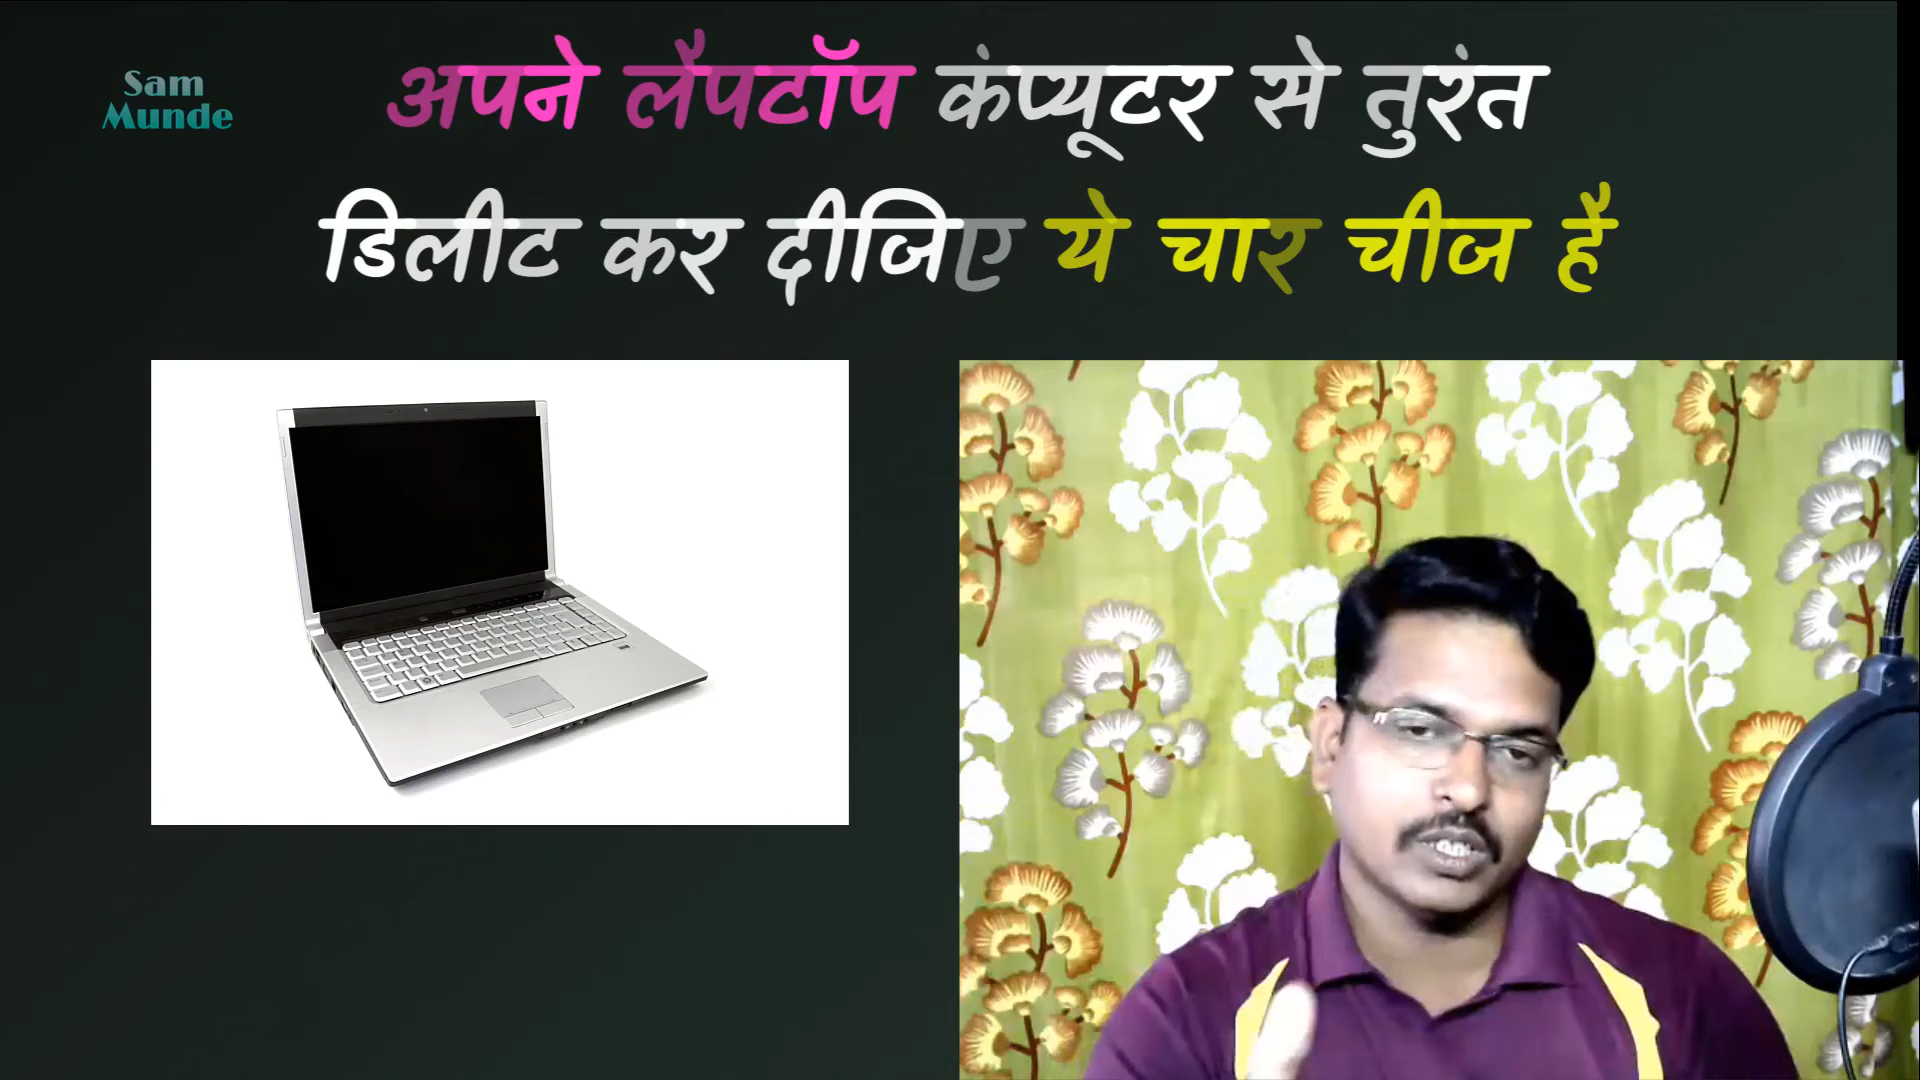 Sam
Munde
अपने लैपटॉप कंप्यूटर से तुरंत
डिलीट कर दीजिए ये चार चीज है